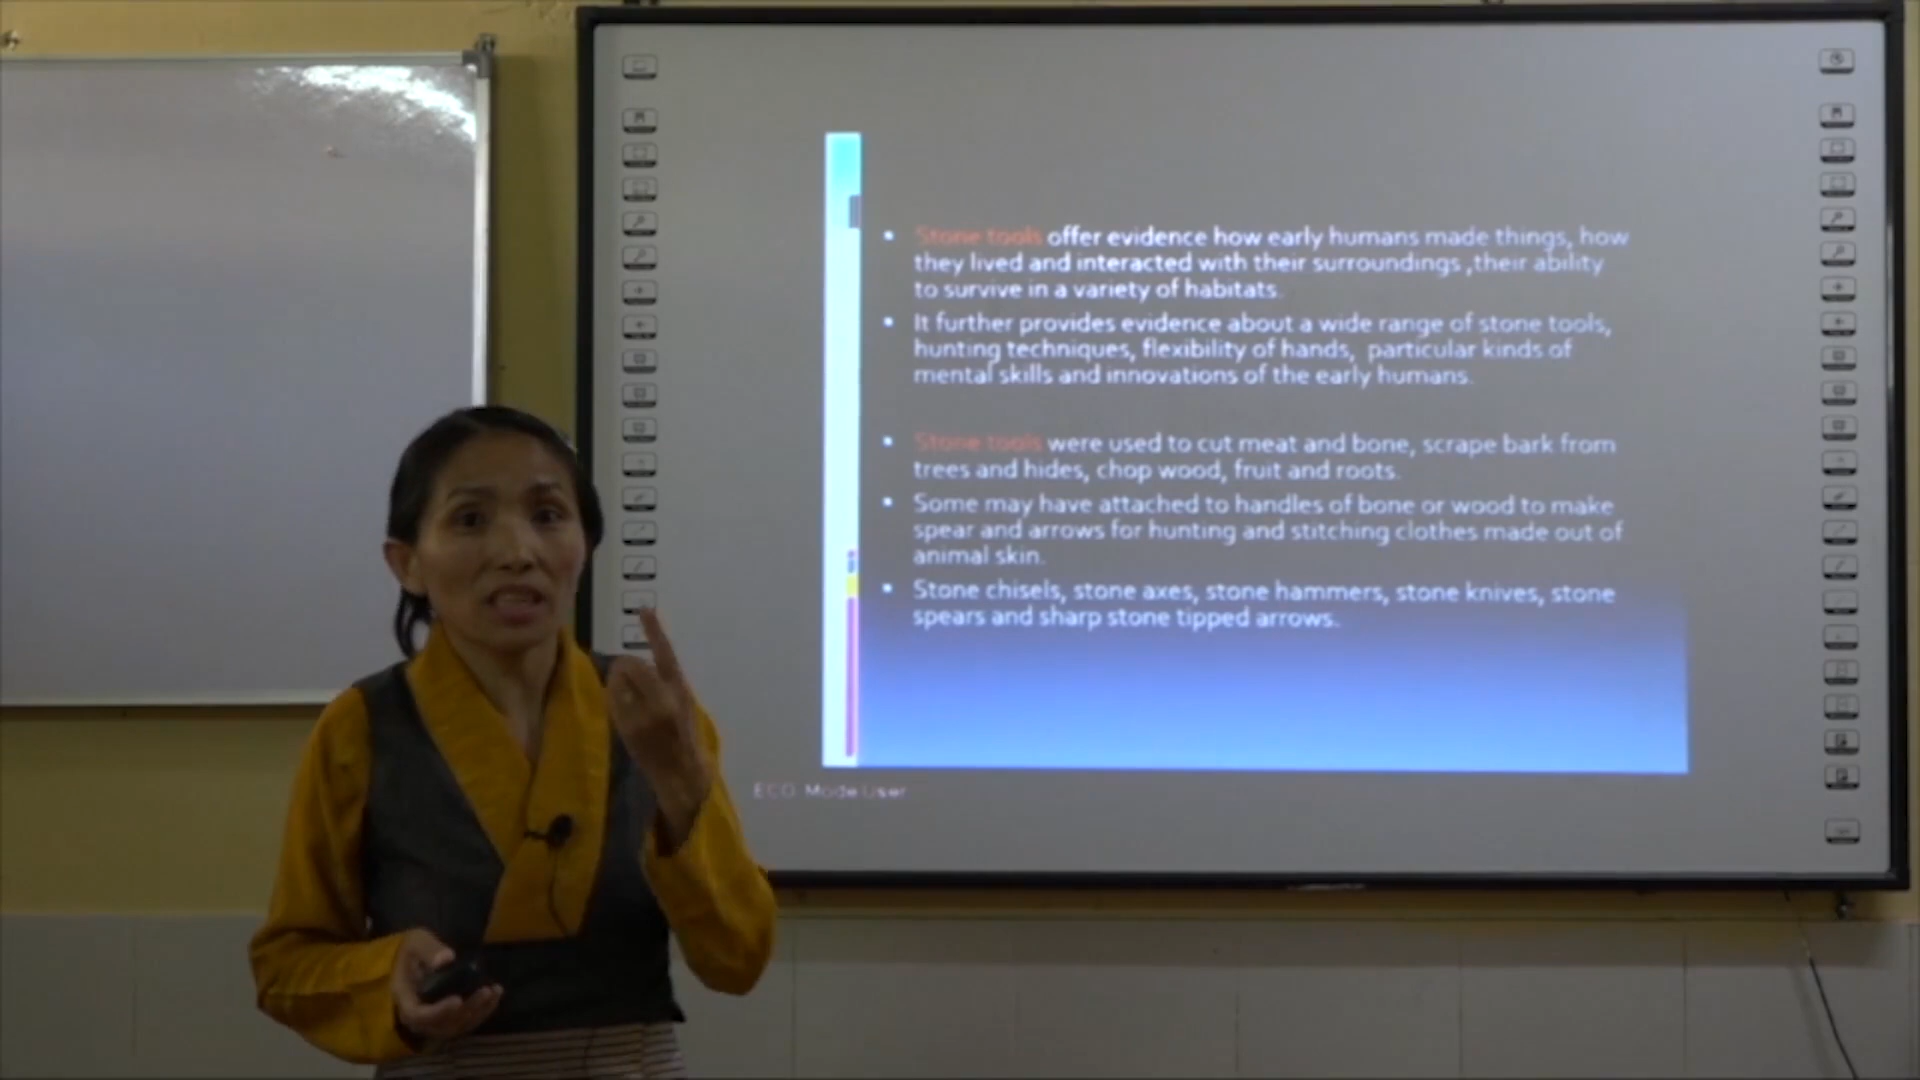 • Stone tools offer evidence how early humans made things, how
they lived and interacted with their surroundings ,their ability
to survive in a variety of habitats.
• It further provides evidence about a wide range of stone tools,
hunting techniques, flexibility of hands, particular kinds of
mental skills and innovations of the early humans.
• Stone tools were used to cut meat and bone, scrape bark from
trees and hides, chop wood, fruit and roots.
• Some may have attached to handles of bone or wood to make
spear and arrows for hunting and stitching clothes made out of
animal skin.
• Stone chisels, stone axes, stone hammers, stone knives, stone
spears and sharp stone tipped arrows.
ECO Mode:User